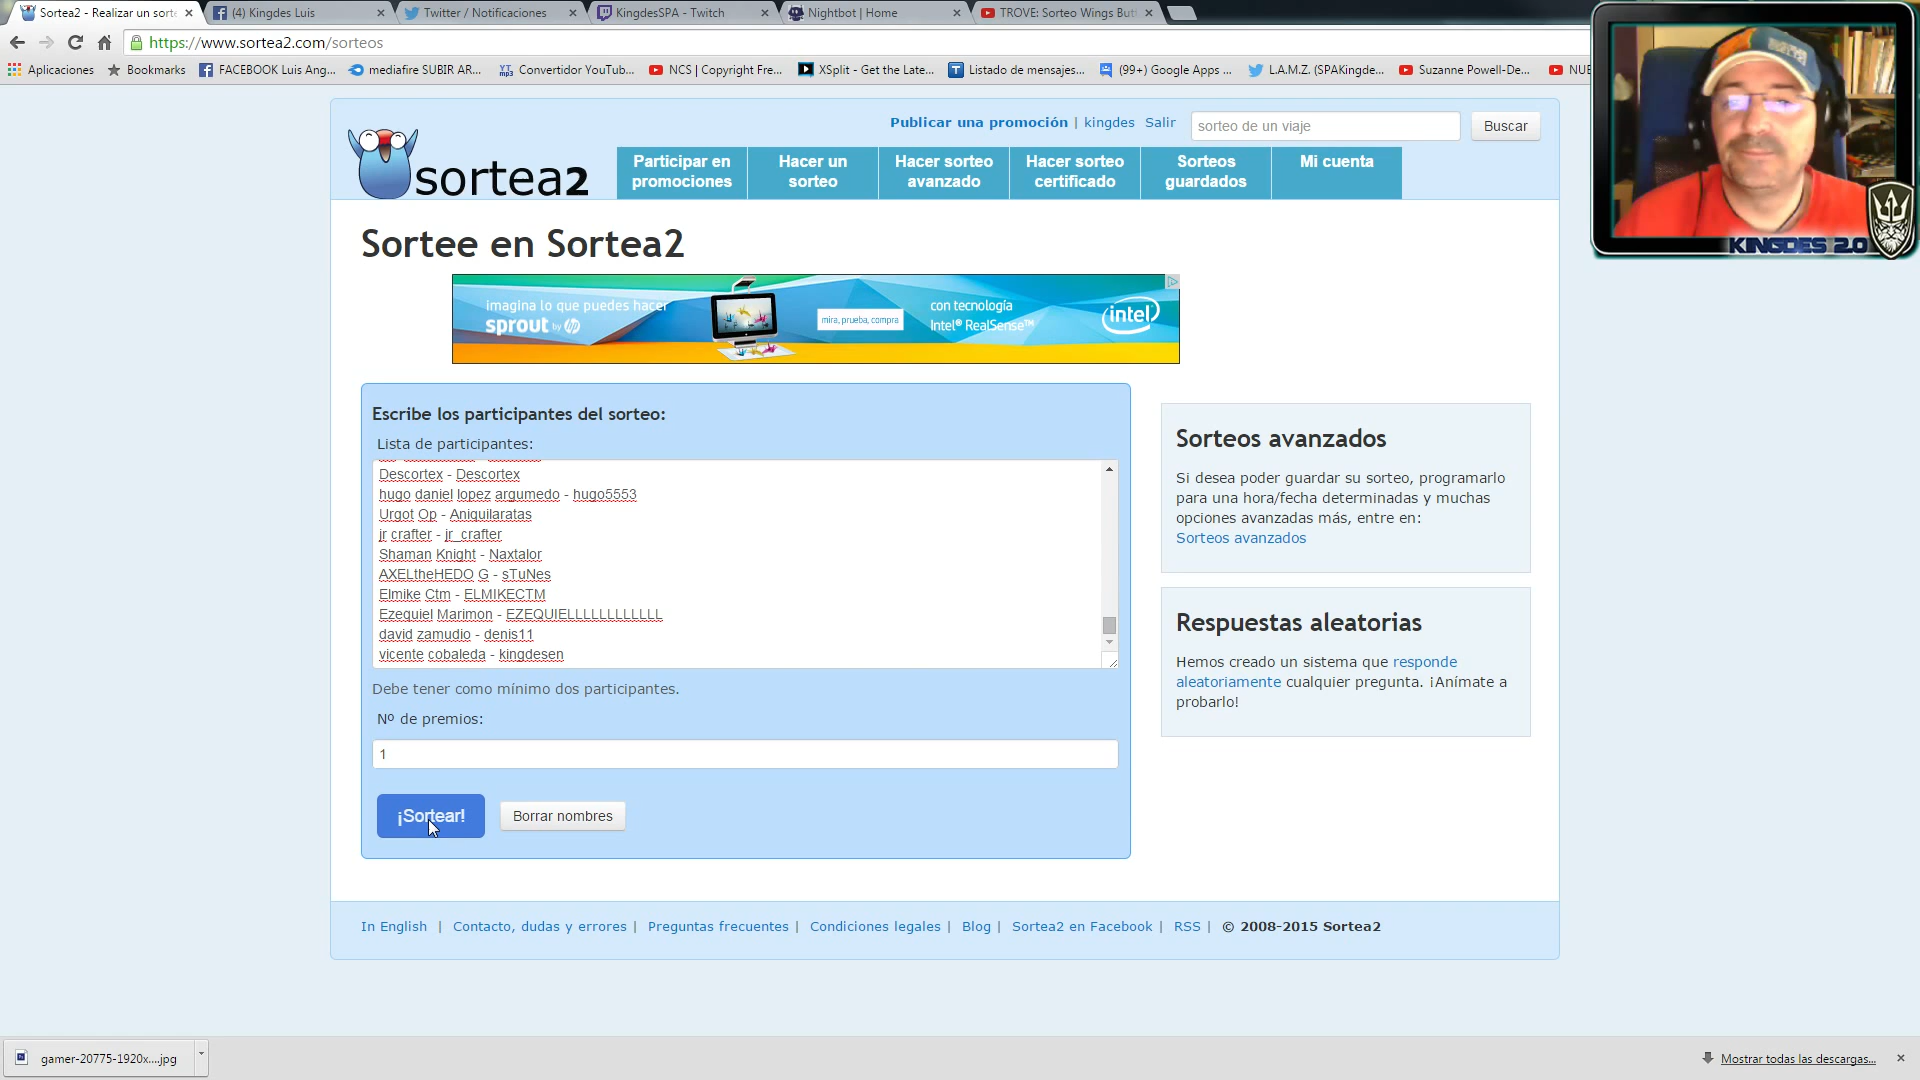 Sortea2 - Realizar un sorte
(4) Kingdes Luis
Twitter / Notificaciones
KingdesSPA - Twitch
Nightbot | Home
TROVE: Sorteo Wings But
https://www.sortea2.com/sorteos
Aplicaciones
Bookmarks
FACEBOOK Luis Ang...
mediafire SUBIR AR...
Convertidor YouTub...
NCS | Copyright Fre...
XSplit - Get the Late...
Listado de mensajes...
(99+) Google Apps ...
L.A.M.Z. (SPAKingde...
Suzanne Powell-De...
NUE
KINGDES 2.0
Publicar una promoción | kingdes Salir
sorteo de un viaje
Buscar
sortea2
Participar en promociones
Hacer un sorteo
Hacer sorteo avanzado
Hacer sorteo certificado
Sorteos guardados
Mi cuenta
Sortee en Sortea2
imagina lo que puedes hacer
sprout by hp
mira, prueba, compra
con tecnología
Intel® RealSense™
intel
Escribe los participantes del sorteo:
Lista de participantes:
Descortex - Descortex
hugo daniel lopez argumedo - hugo5553
Urgot Op - Aniquilaratas
jr crafter - jr_crafter
Shaman Knight - Naxtalor
AXELtheHEDO G - sTuNes
Elmike Ctm - ELMIKECTM
Ezequiel Marimon - EZEQUIELLLLLLLLLLLL
david zamudio - denis11
vicente cobaleda - kingdesen
Debe tener como mínimo dos participantes.
Nº de premios:
1
¡Sortear!
Borrar nombres
Sorteos avanzados
Si desea poder guardar su sorteo, programarlo
para una hora/fecha determinadas y muchas
opciones avanzadas más, entre en:
Sorteos avanzados
Respuestas aleatorias
Hemos creado un sistema que responde
aleatoriamente cualquier pregunta. ¡Anímate a
probarlo!
In English | Contacto, dudas y errores | Preguntas frecuentes | Condiciones legales | Blog | Sortea2 en Facebook | RSS | © 2008-2015 Sortea2
gamer-20775-1920x....jpg
Mostrar todas las descargas...